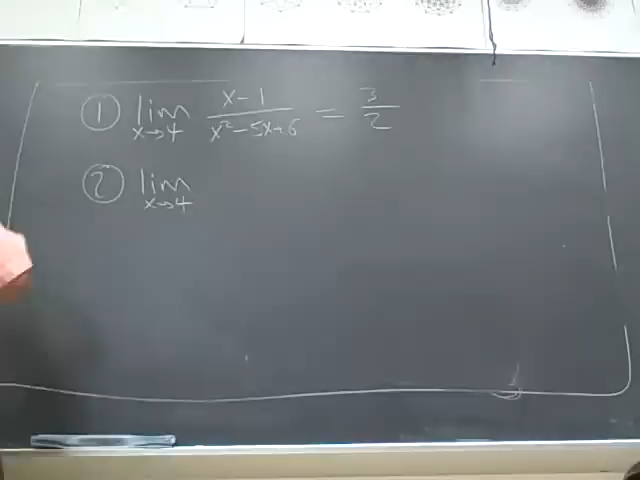 ① lim x→4 x-1 / x²-5x+6 = 3/2
② lim x→4